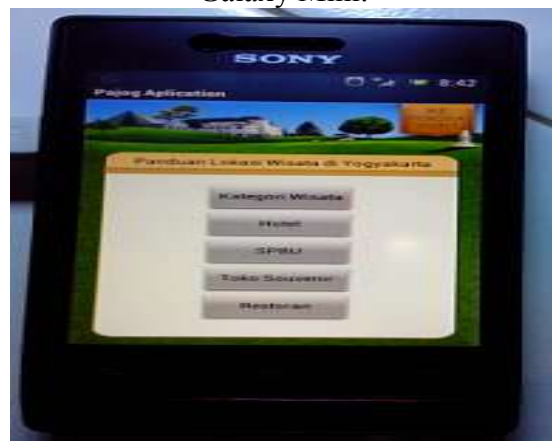 Galaxy Mini.
SONY
8:42
Pajog Aplication
Panduan Lokasi Wisata di Yogyakarta
Kategori Wisata
Hotel
SPBU
Toko Souvenir
Restoran